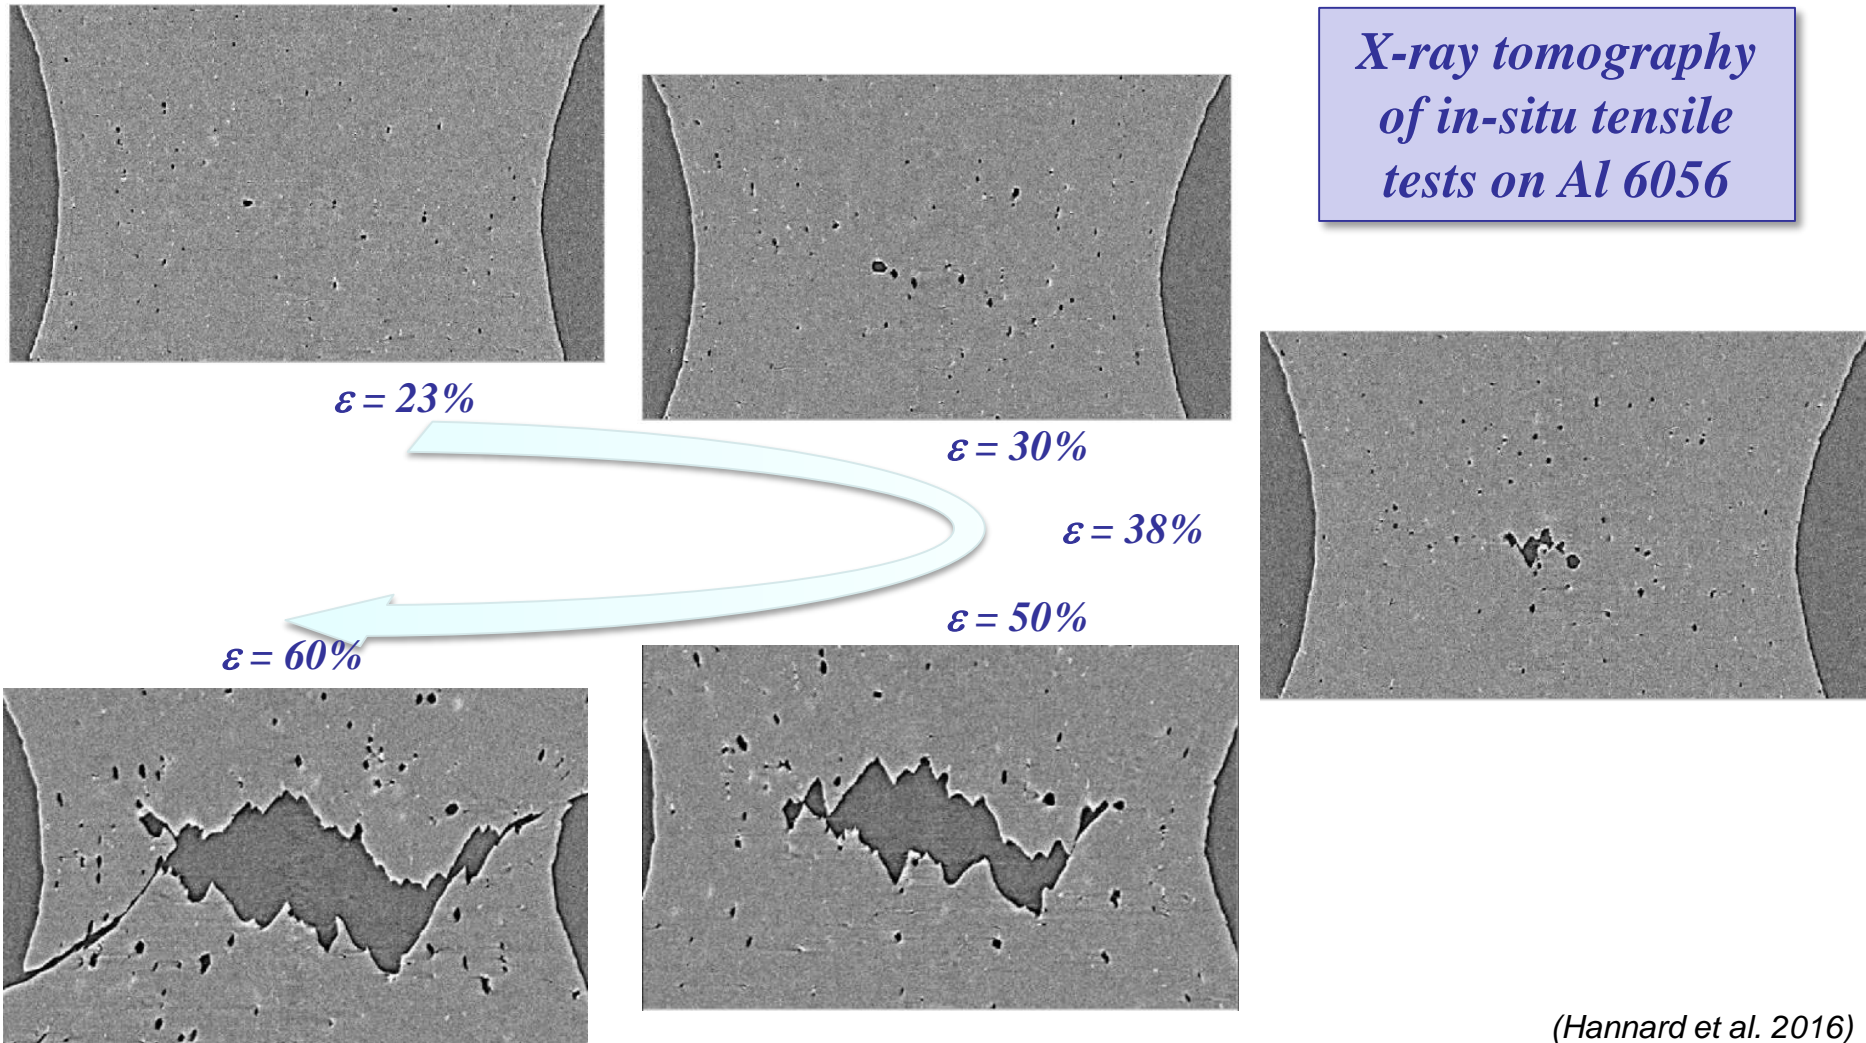 X-ray tomography
of in-situ tensile
tests on Al 6056
ε = 23%
ε = 30%
ε = 38%
ε = 50%
ε = 60%
(Hannard et al. 2016)